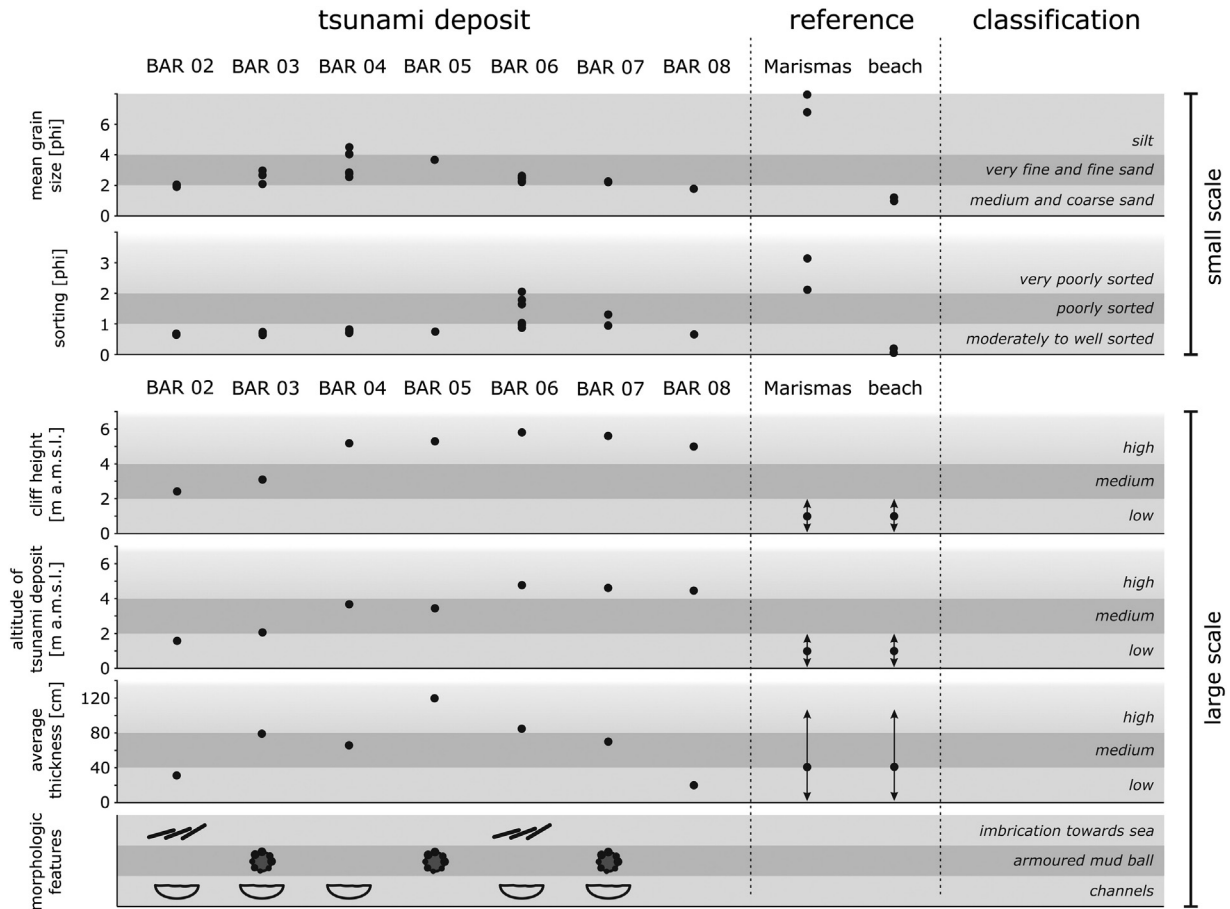 tsunami deposit reference classification
BAR 02 BAR 03 BAR 04 BAR 05 BAR 06 BAR 07 BAR 08 Marismas beach
mean grain
size [phi]
6
4
2
0
silt
very fine and fine sand
medium and coarse sand
sorting [phi]
3
2
1
0
very poorly sorted
poorly sorted
moderately to well sorted
small scale
BAR 02 BAR 03 BAR 04 BAR 05 BAR 06 BAR 07 BAR 08 Marismas beach
cliff height
[m a.m.s.l.]
6
4
2
0
high
medium
low
altitude of
tsunami deposit
[m a.m.s.l.]
6
4
2
0
high
medium
low
average
thickness [cm]
120
80
40
0
high
medium
low
morphologic
features
imbrication towards sea
armoured mud ball
channels
large scale